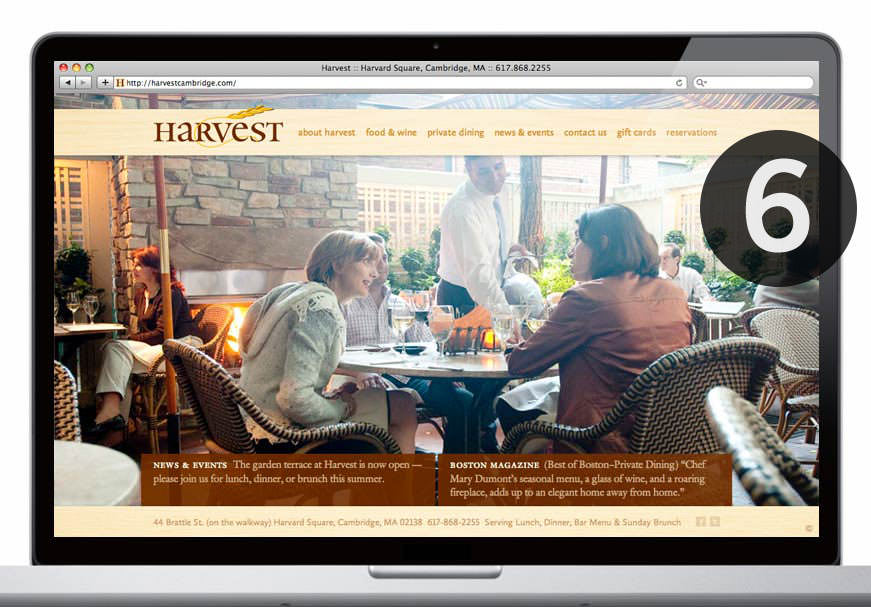 Harvest :: Harvard Square, Cambridge, MA :: 617.868.2255
H http://harvestcambridge.com/
HARVEST
about harvest food & wine private dining news & events contact us gift cards reservations
6
NEWS & EVENTS The garden terrace at Harvest is now open —
please join us for lunch, dinner, or brunch this summer.
BOSTON MAGAZINE (Best of Boston–Private Dining) “Chef
Mary Dumont's seasonal menu, a glass of wine, and a roaring
fireplace, adds up to an elegant home away from home.”
44 Brattle St. (on the walkway) Harvard Square, Cambridge, MA 02138 617-868-2255 Serving Lunch, Dinner, Bar Menu & Sunday Brunch
©